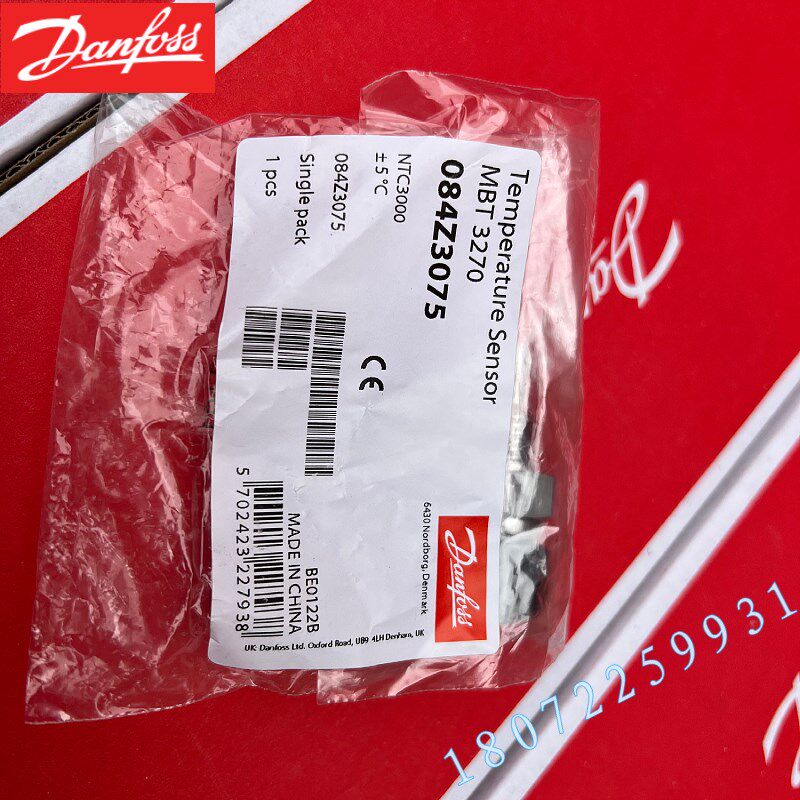 Danfoss
Temperature Sensor
MBT 3270
084Z3075
NTC3000
±5°C
084Z3075.
Single pack
1 pcs
CE
Danfoss
6430 Nordborg, Denmark
BE0122B
MADE IN CHINA
5 702423 227938
UK: Danfoss Ltd. Oxford Road, UB9 4LH Denham, UK
18072259931